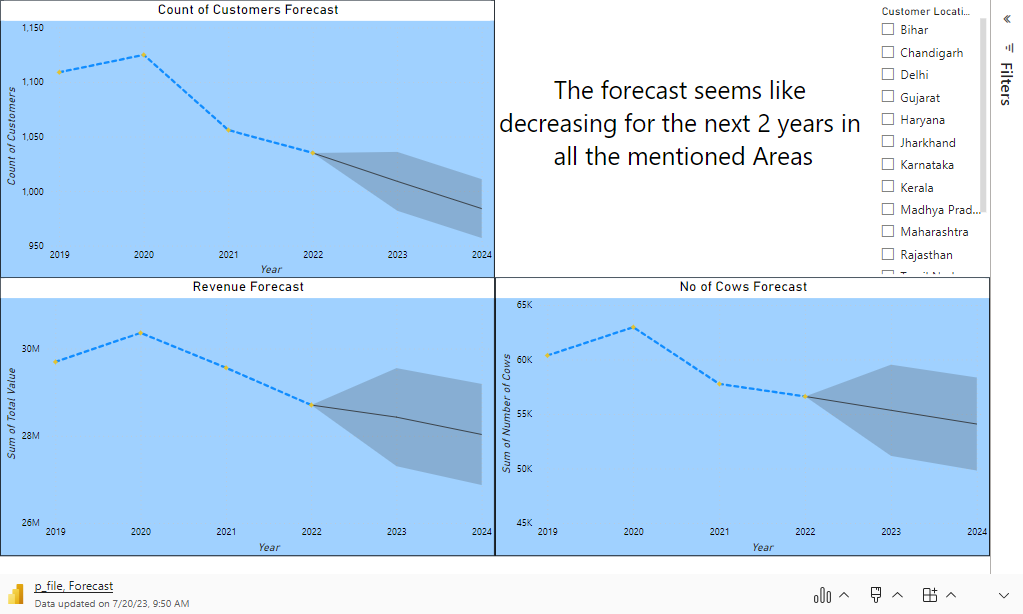 Count of Customers Forecast
1,150
1,100
1,050
1,000
950
Count of Customers
2019 2020 2021 2022 2023 2024
Year
The forecast seems like
decreasing for the next 2 years in
all the mentioned Areas
Customer Locati...
Bihar
Chandigarh
Delhi
Gujarat
Haryana
Jharkhand
Karnataka
Kerala
Madhya Prad...
Maharashtra
Rajasthan
Filters
Revenue Forecast
30M
28M
26M
Sum of Total Value
2019 2020 2021 2022 2023 2024
Year
No of Cows Forecast
65K
60K
55K
50K
45K
Sum of Number of Cows
2019 2020 2021 2022 2023 2024
Year
p_file, Forecast
Data updated on 7/20/23, 9:50 AM